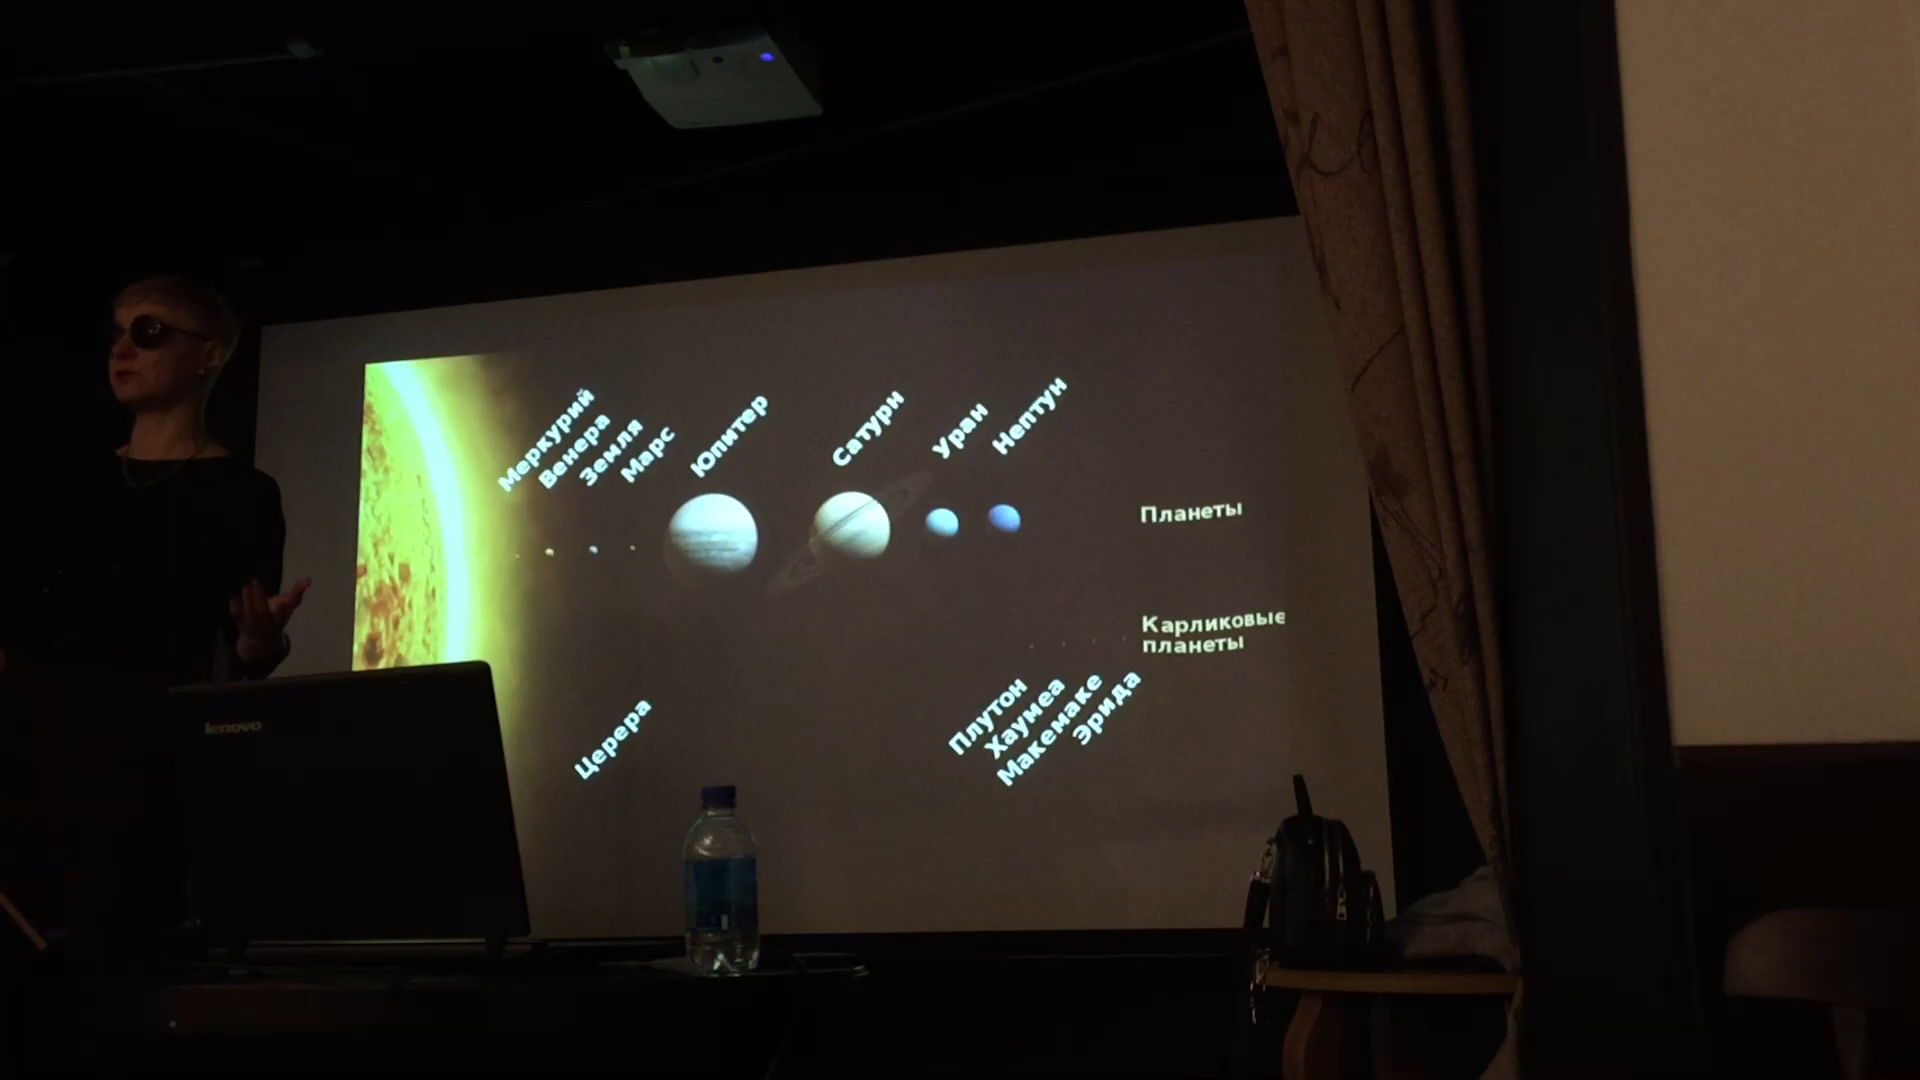 Меркурий
Венера
Земля
Марс
Юпитер
Сатурн
Уран
Нептун
Планеты
Карликовые
планеты
Церера
Плутон
Хаумеа
Макемаке
Эрида
lenovo